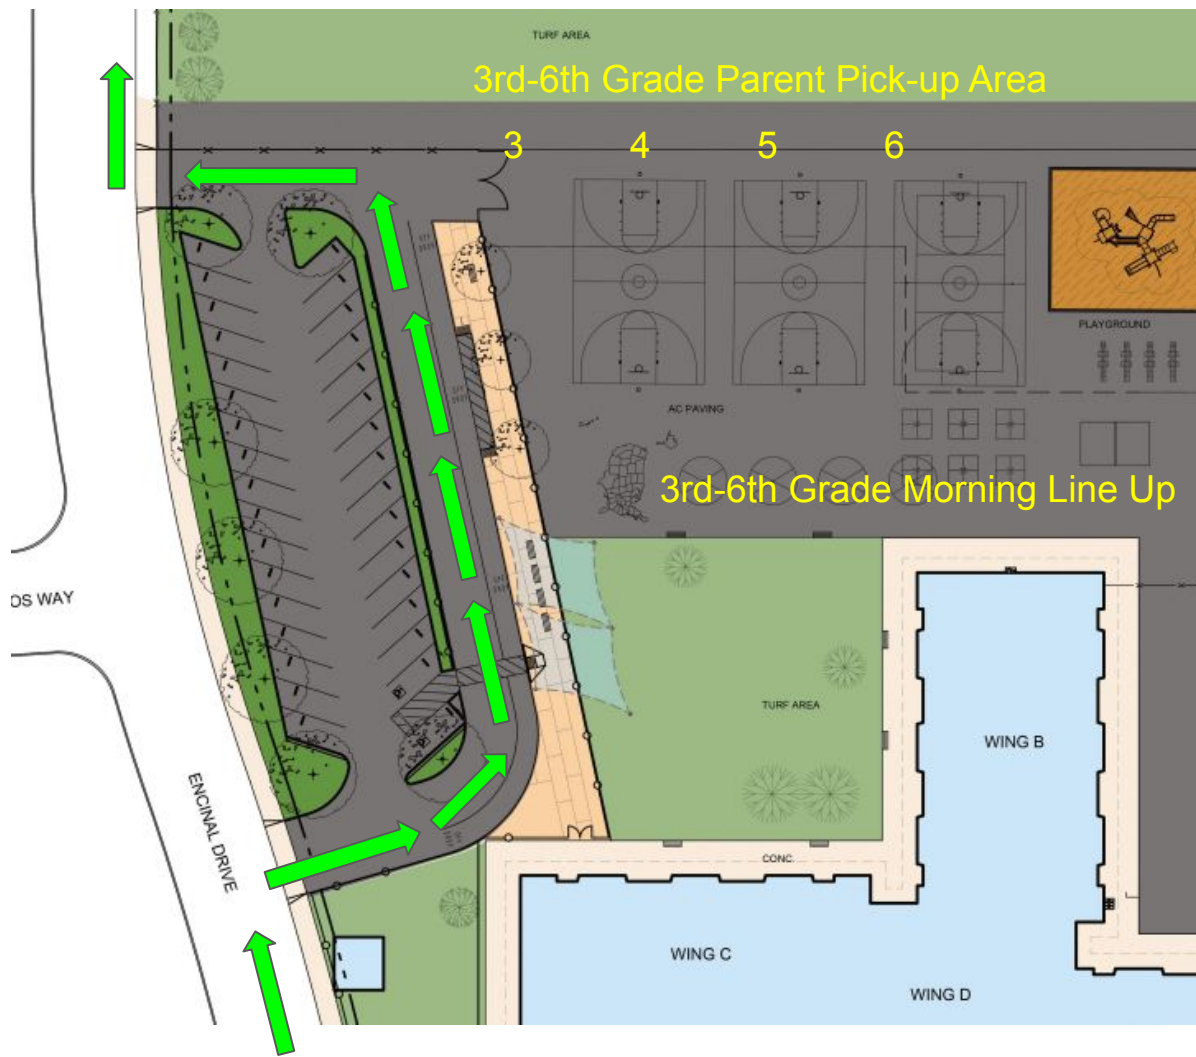 TURF AREA
3rd-6th Grade Parent Pick-up Area
3 4 5 6
PLAYGROUND
AC PAVING
3rd-6th Grade Morning Line Up
OS WAY
TURF AREA
WING B
ENCINAL DRIVE
CONC.
WING C
WING D